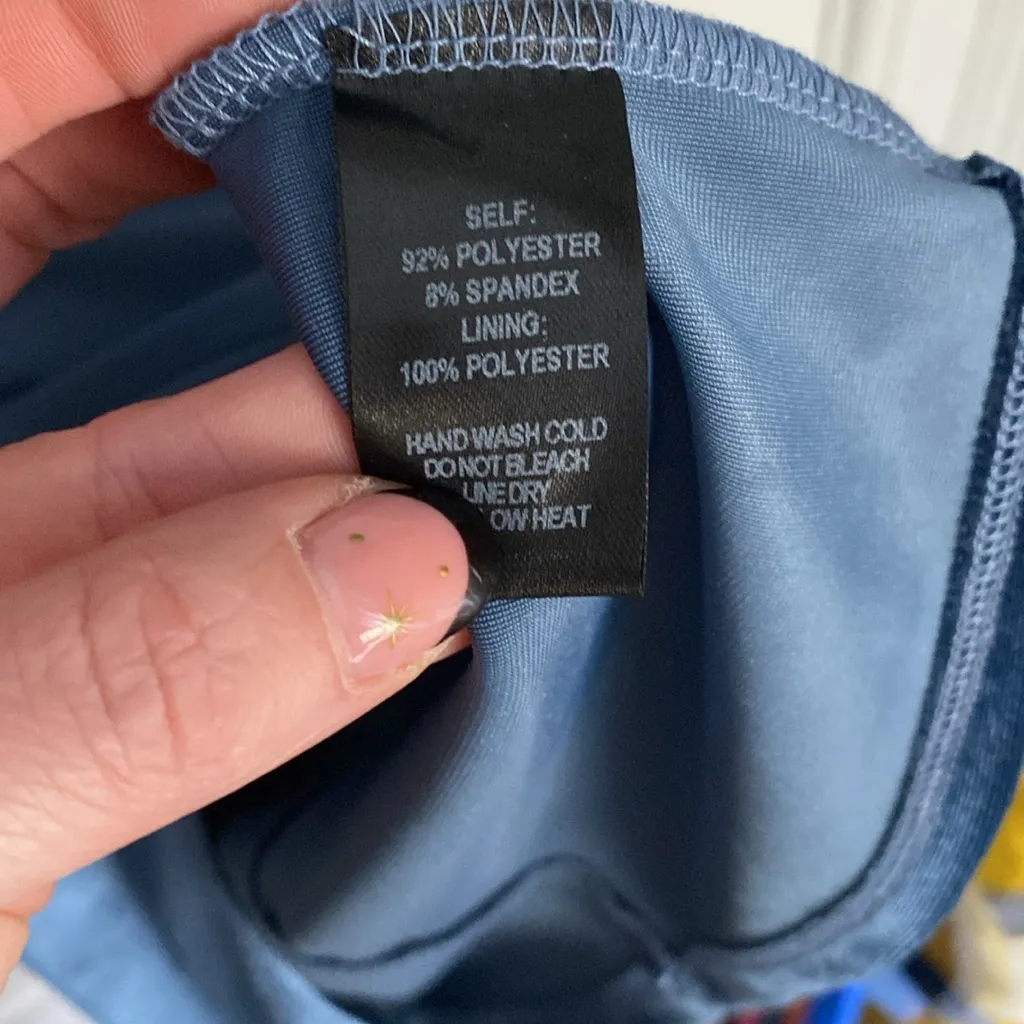 SELF:
92% POLYESTER
8% SPANDEX
LINING:
100% POLYESTER
HAND WASH COLD
DO NOT BLEACH
LINE DRY
LOW HEAT